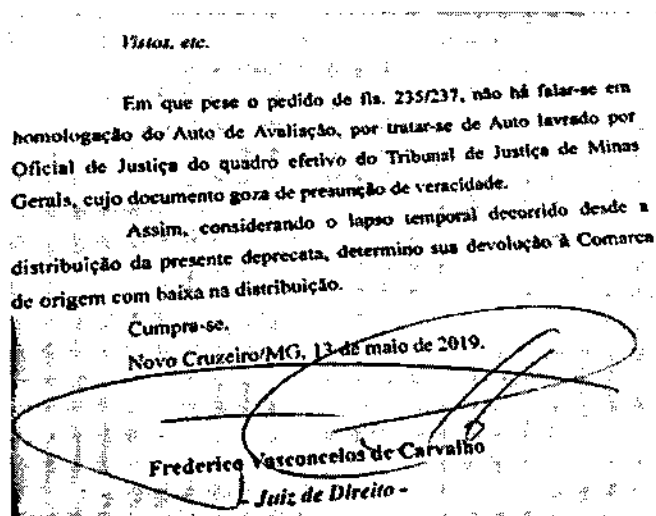 Vistos, etc.
Em que pese o pedido de fls. 235/237, não há falar-se em
homologação do Auto de Avaliação, por tratar-se de Auto lavrado por
Oficial de Justiça do quadro efetivo do Tribunal de Justiça de Minas
Gerais, cujo documento goza de presunção de veracidade.
Assim, considerando o lapso temporal decorrido desde a
distribuição da presente deprecata, determino sua devolução à Comarca
de origem com baixa na distribuição.
Cumpra-se.
Novo Cruzeiro/MG, 13 de maio de 2019.
Frederico Vasconcelos de Carvalho
- Juiz de Direito -